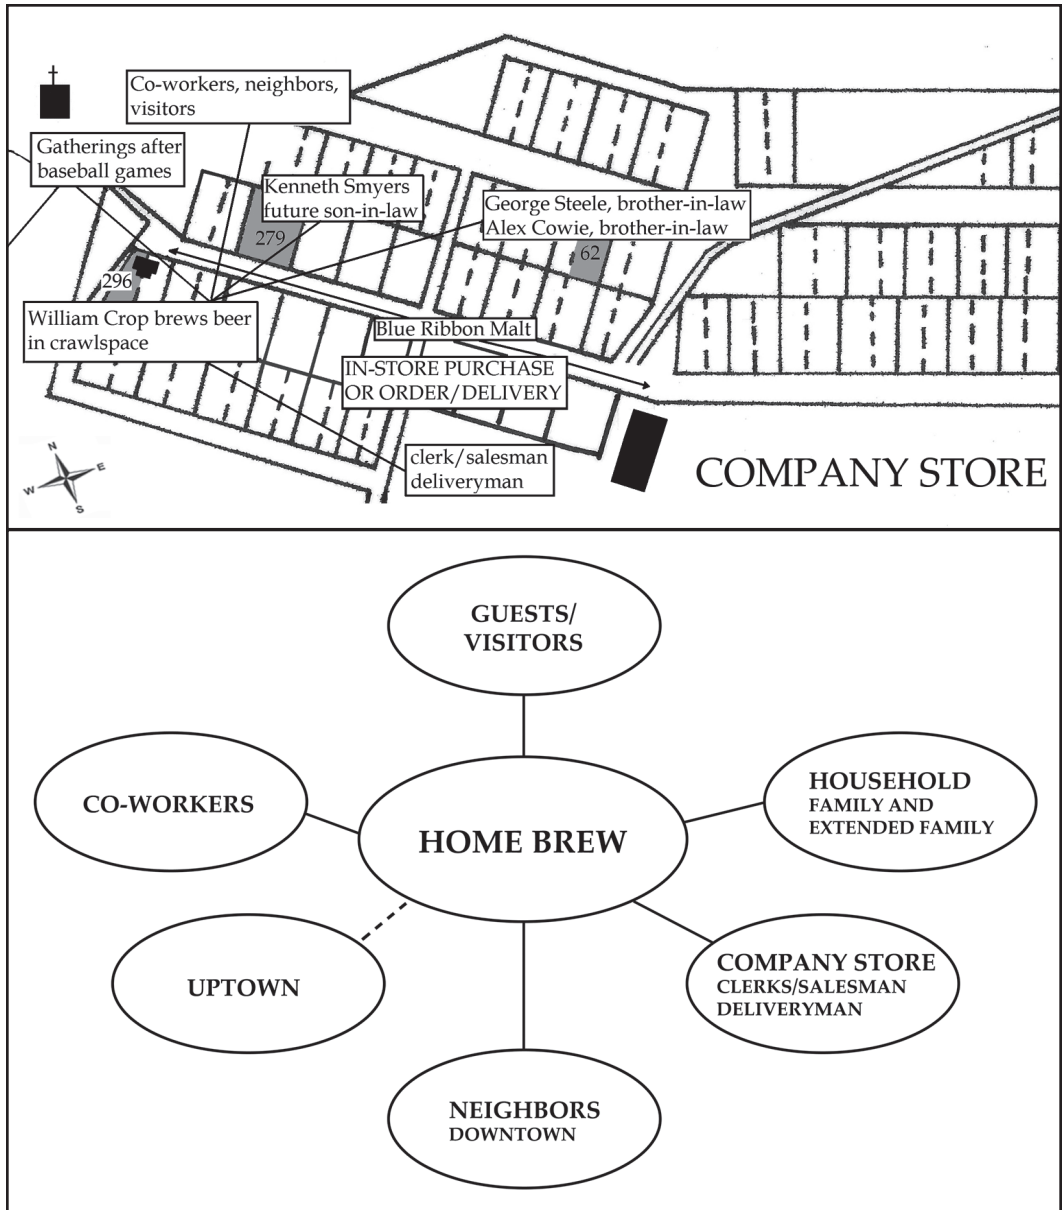 Co-workers, neighbors,
visitors
Gatherings after
baseball games
Kenneth Smyers
future son-in-law
George Steele, brother-in-law
Alex Cowie, brother-in-law
279
62
296
William Crop brews beer
in crawlspace
Blue Ribbon Malt
IN-STORE PURCHASE
OR ORDER/DELIVERY
clerk/salesman
deliveryman
COMPANY STORE
N
E
W
S
GUESTS/
VISITORS
CO-WORKERS
HOUSEHOLD
FAMILY AND
EXTENDED FAMILY
HOME BREW
UPTOWN
COMPANY STORE
CLERKS/SALESMAN
DELIVERYMAN
NEIGHBORS
DOWNTOWN